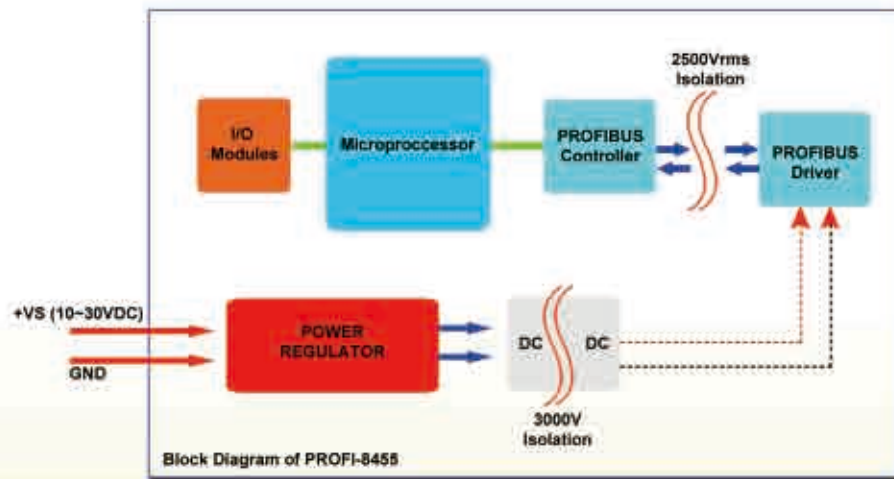 2500Vrms
Isolation
I/O
Modules
Microproccessor
PROFIBUS
Controller
PROFIBUS
Driver
+VS (10~30VDC)
GND
POWER
REGULATOR
DC
DC
3000V
Isolation
Block Diagram of PROFI-8455